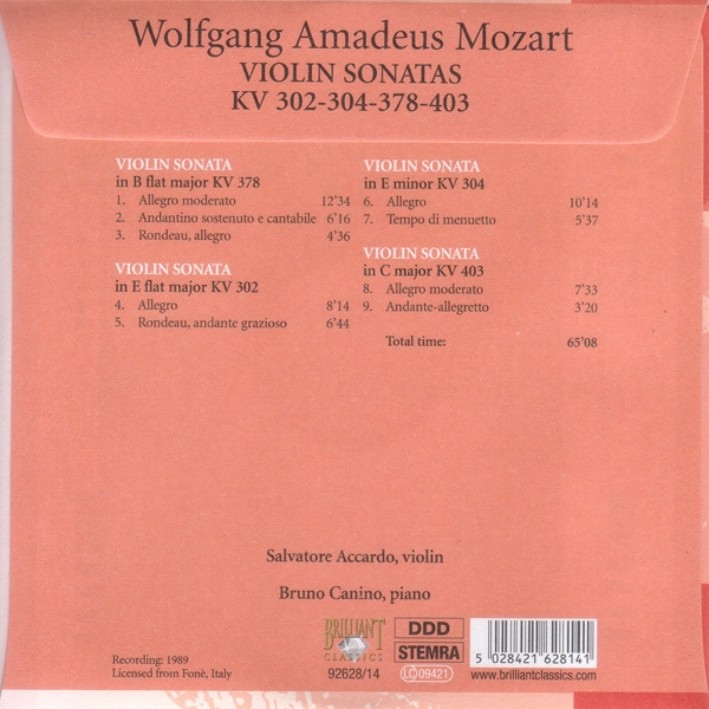 Wolfgang Amadeus Mozart
VIOLIN SONATAS
KV 302-304-378-403
VIOLIN SONATA
in B flat major KV 378
1. Allegro moderato 12'34
2. Andantino sostenuto e cantabile 6'16
3. Rondeau, allegro 4'36
VIOLIN SONATA
in E flat major KV 302
4. Allegro 8'14
5. Rondeau, andante grazioso 6'44
VIOLIN SONATA
in E minor KV 304
6. Allegro 10'14
7. Tempo di menuetto 5'37
VIOLIN SONATA
in C major KV 403
8. Allegro moderato 7'33
9. Andante-allegretto 3'20
Total time: 65'08
Salvatore Accardo, violin
Bruno Canino, piano
Recording: 1989
Licensed from Fonè, Italy
BRILLIANT
CLASSICS
92628/14
DDD
STEMRA
LC 09421
5 028421 628141
www.brilliantclassics.com